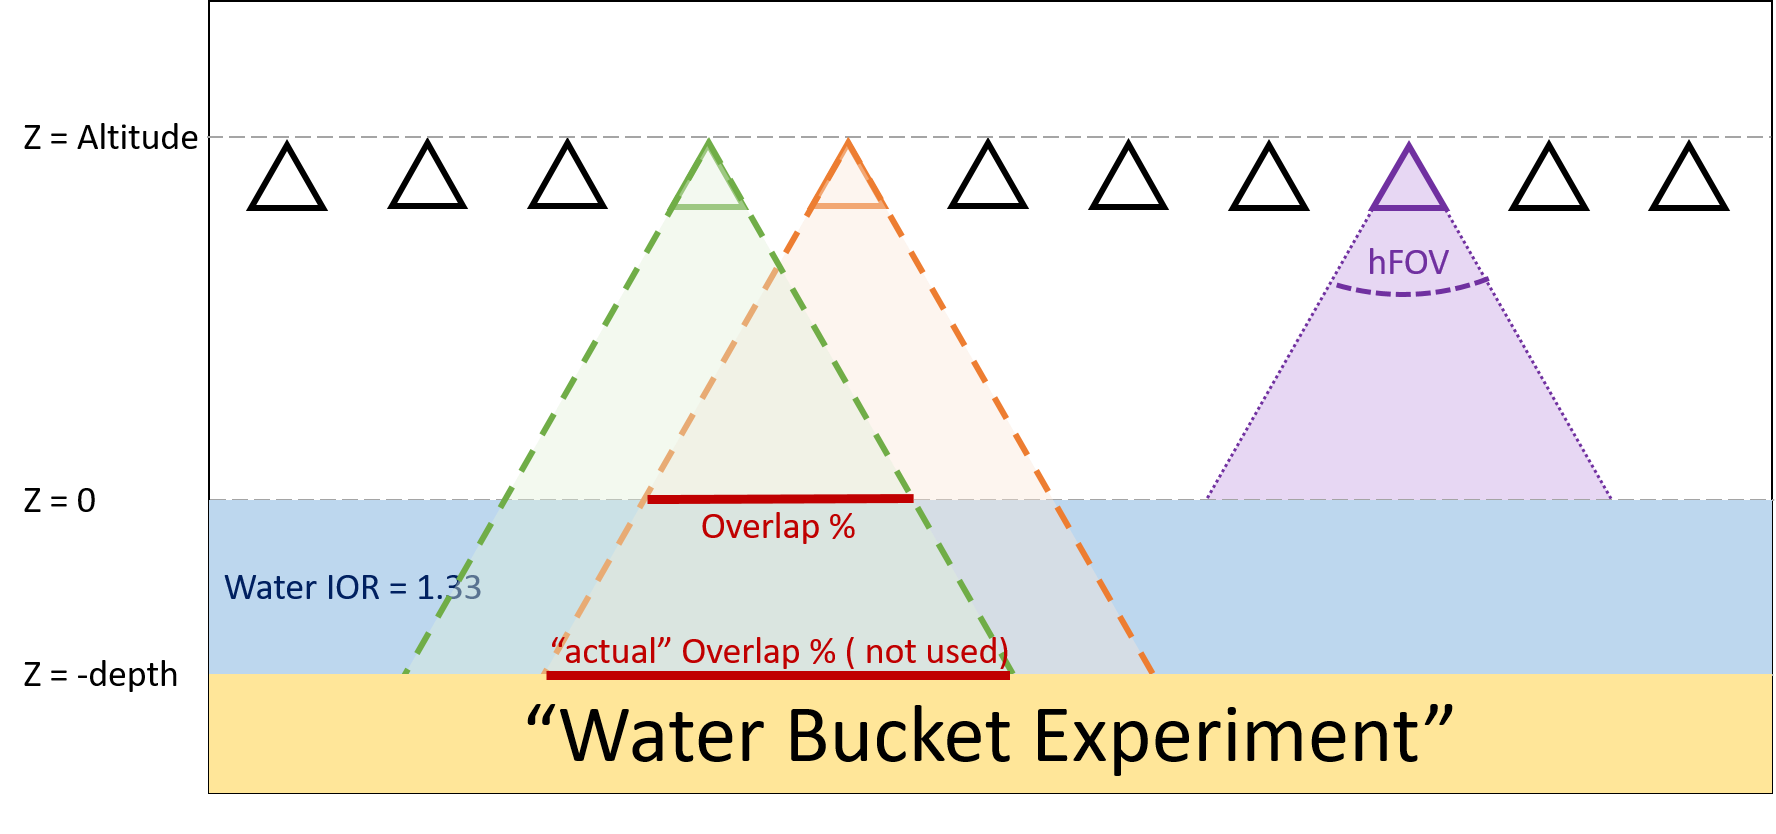 Z = Altitude
hFOV
Z = 0
Overlap %
Water IOR = 1.33
“actual” Overlap % ( not used)
Z = -depth
“Water Bucket Experiment”